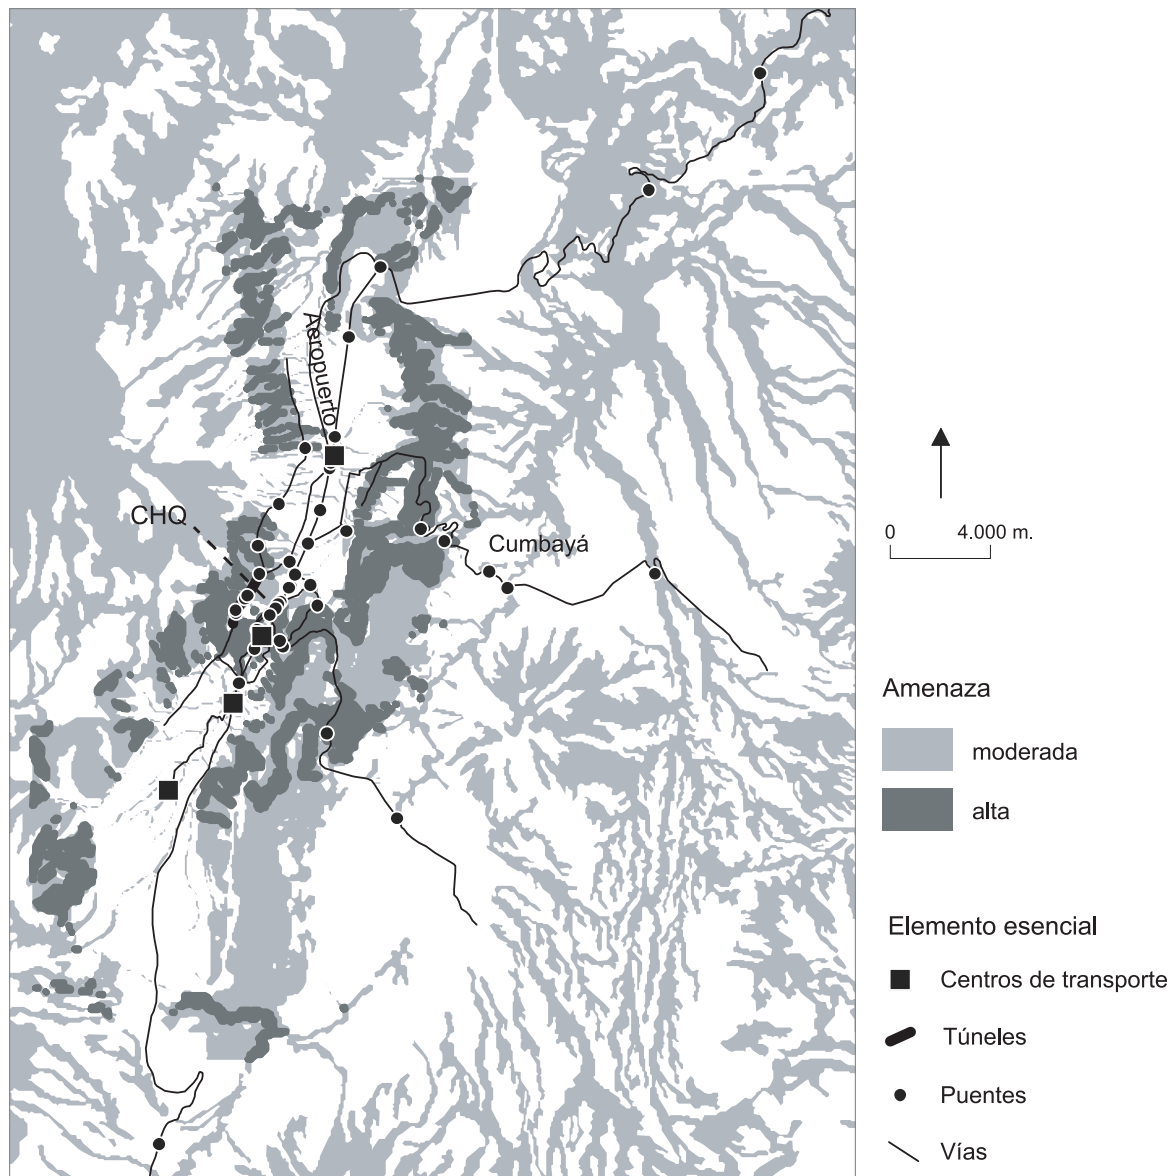 Aeropuerto
CHQ
Cumbayá
0 4.000 m.
Amenaza
moderada
alta
Elemento esencial
Centros de transporte
Túneles
Puentes
Vías